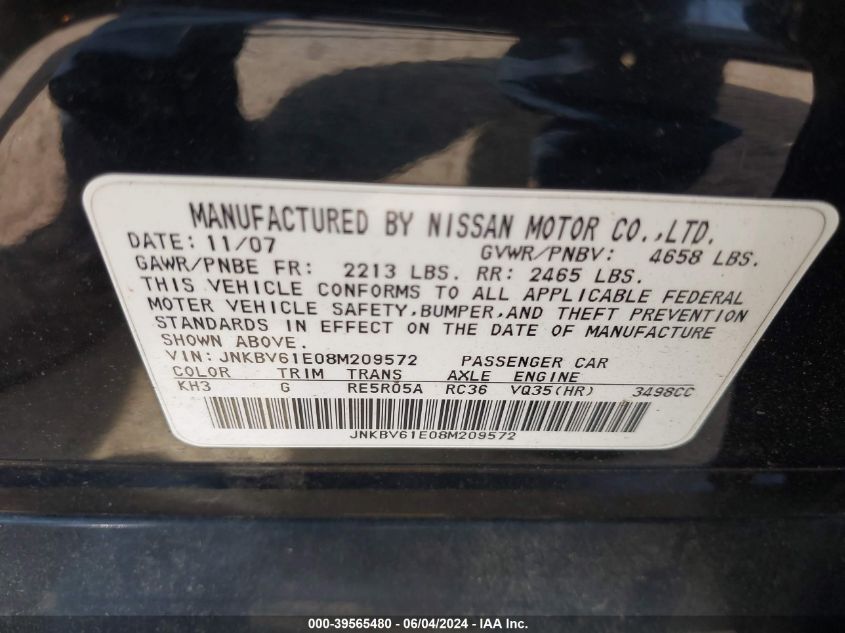 MANUFACTURED BY NISSAN MOTOR CO.,LTD.
DATE: 11/07 GVWR/PNBV: 4658 LBS.
GAWR/PNBE FR: 2213 LBS. RR: 2465 LBS.
THIS VEHICLE CONFORMS TO ALL APPLICABLE FEDERAL
MOTER VEHICLE SAFETY,BUMPER,AND THEFT PREVENTION
STANDARDS IN EFFECT ON THE DATE OF MANUFACTURE
SHOWN ABOVE.
VIN: JNKBV61E08M209572 PASSENGER CAR
COLOR TRIM TRANS AXLE ENGINE
KH3 G RE5R05A RC36 VQ35(HR) 3498CC
JNKBV61E08M209572
000-39565480 - 06/04/2024 - IAA Inc.